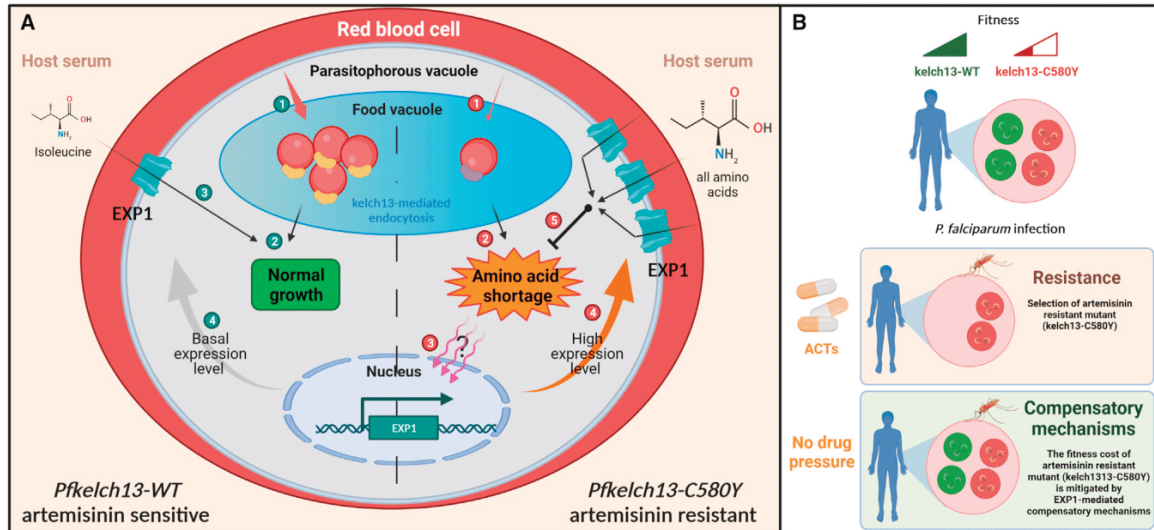 A
Red blood cell
Host serum
Host serum
Parasitophorous vacuole
1
1
Food vacuole
O
OH
NH₂
Isoleucine
O
OH
NH₂
all amino
acids
kelch13-mediated
endocytosis
3
EXP1
5
2
2
EXP1
Normal
growth
Amino acid
shortage
4
Basal
expression
level
4
High
expression
level
3
?
Nucleus
EXP1
Pfkelch13-WT
artemisinin sensitive
Pfkelch13-C580Y
artemisinin resistant
B
Fitness
kelch13-WT
kelch13-C580Y
P. falciparum infection
ACTs
Resistance
Selection of artemisinin
resistant mutant
(kelch13-C580Y)
No drug
pressure
Compensatory
mechanisms
The fitness cost of
artemisinin resistant
mutant (kelch1313-C580Y)
is mitigated by
EXP1-mediated
compensatory mechanisms